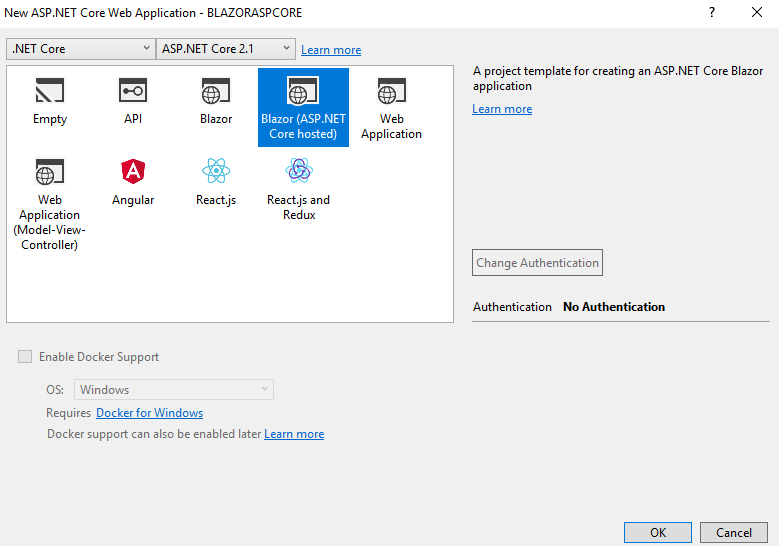 New ASP.NET Core Web Application - BLAZORASPCORE
?
.NET Core
ASP.NET Core 2.1
Learn more
Empty
API
Blazor
Blazor (ASP.NET
Core hosted)
Web
Application
Web
Application
(Model-View-
Controller)
Angular
React.js
React.js and
Redux
A project template for creating an ASP.NET Core Blazor
application
Learn more
Change Authentication
Authentication No Authentication
Enable Docker Support
OS: Windows
Requires Docker for Windows
Docker support can also be enabled later Learn more
OK
Cancel